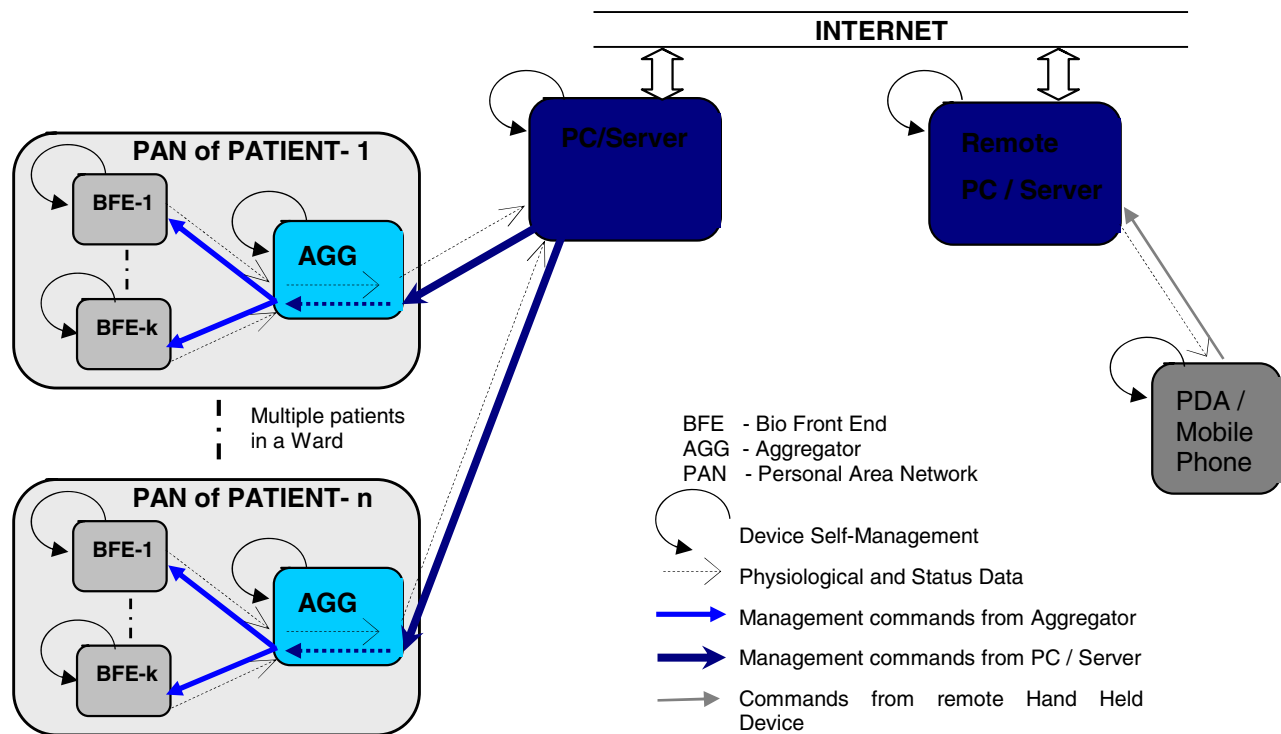 INTERNET
PC/Server
Remote
PC / Server
PAN of PATIENT- 1
BFE-1
AGG
BFE-k
Multiple patients
in a Ward
PAN of PATIENT- n
BFE-1
AGG
BFE-k
PDA /
Mobile
Phone
BFE - Bio Front End
AGG - Aggregator
PAN - Personal Area Network
Device Self-Management
Physiological and Status Data
Management commands from Aggregator
Management commands from PC / Server
Commands from remote Hand Held
Device